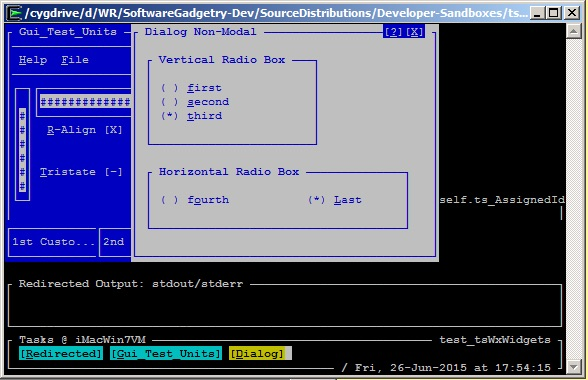 /cygdrive/d/WR/SoftwareGadgetry-Dev/SourceDistributions/Developer-Sandboxes/ts...
Gui_Test_Units
Dialog Non-Modal [?][X]
Help File
Vertical Radio Box
( ) first
##############
( ) second
# (*) third
# R-Align [X]
#
#
# Tristate [-]
#
Horizontal Radio Box
( ) fourth (*) Last
self.ts_AssignedId
1st Custo... 2nd
Redirected Output: stdout/stderr
Tasks @ iMacWin7VM test_tsWxWidgets
[Redirected] [Gui_Test_Units] [Dialog]
/ Fri, 26-Jun-2015 at 17:54:15